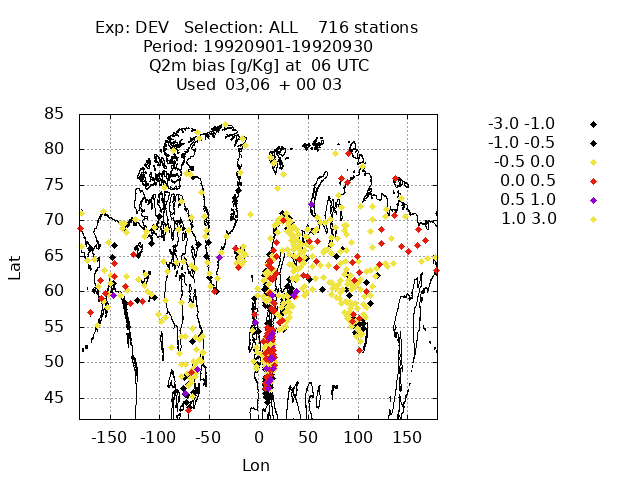 Exp: DEV   Selection: ALL    716 stations
Period: 19920901-19920930
Q2m bias [g/Kg] at  06 UTC
Used  03,06  + 00 03
85
80
75
70
65
60
55
50
45
Lat
-150 -100 -50 0 50 100 150
Lon
-3.0 -1.0
-1.0 -0.5
-0.5 0.0
0.0 0.5
0.5 1.0
1.0 3.0